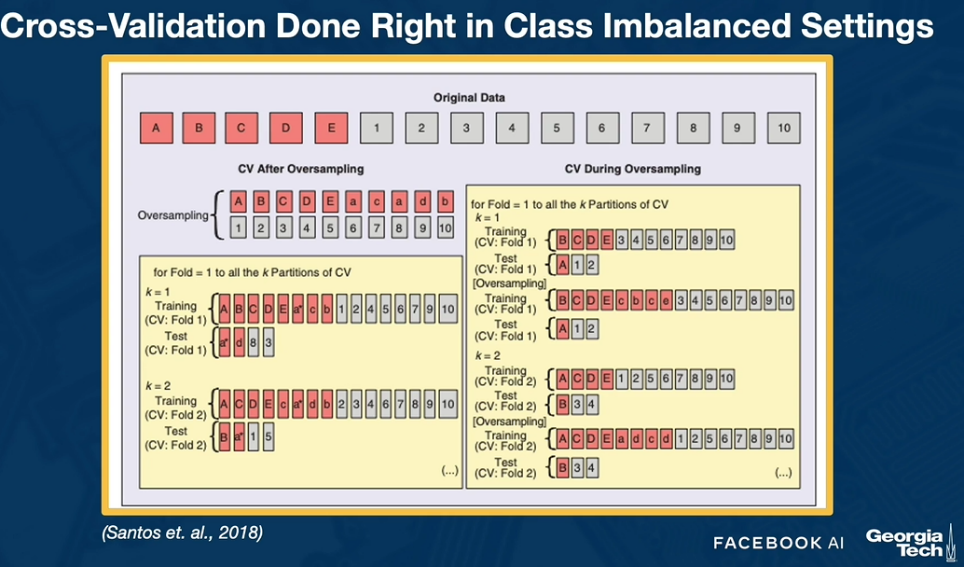 Cross-Validation Done Right in Class Imbalanced Settings
Original Data
A B C D E 1 2 3 4 5 6 7 8 9 10
CV After Oversampling
Oversampling
A B C D E a c a d b
1 2 3 4 5 6 7 8 9 10
for Fold = 1 to all the k Partitions of CV
k = 1
Training
(CV: Fold 1)
A B C D E a* c b 1 2 4 5 6 7 9 10
Test
(CV: Fold 1)
a* d 8 3
k = 2
Training
(CV: Fold 2)
A C D E c a* d b 2 3 4 6 7 8 9 10
Test
(CV: Fold 2)
B a* 1 5
(...)
CV During Oversampling
for Fold = 1 to all the k Partitions of CV
k = 1
Training
(CV: Fold 1)
B C D E 3 4 5 6 7 8 9 10
Test
(CV: Fold 1)
A 1 2
[Oversampling]
Training
(CV: Fold 1)
B C D E c b c e 3 4 5 6 7 8 9 10
Test
(CV: Fold 1)
A 1 2
k = 2
Training
(CV: Fold 2)
A C D E 1 2 5 6 7 8 9 10
Test
(CV: Fold 2)
B 3 4
[Oversampling]
Training
(CV: Fold 2)
A C D E a d c d 1 2 5 6 7 8 9 10
Test
(CV: Fold 2)
B 3 4
(...)
(Santos et. al., 2018)
FACEBOOK AI
Georgia
Tech